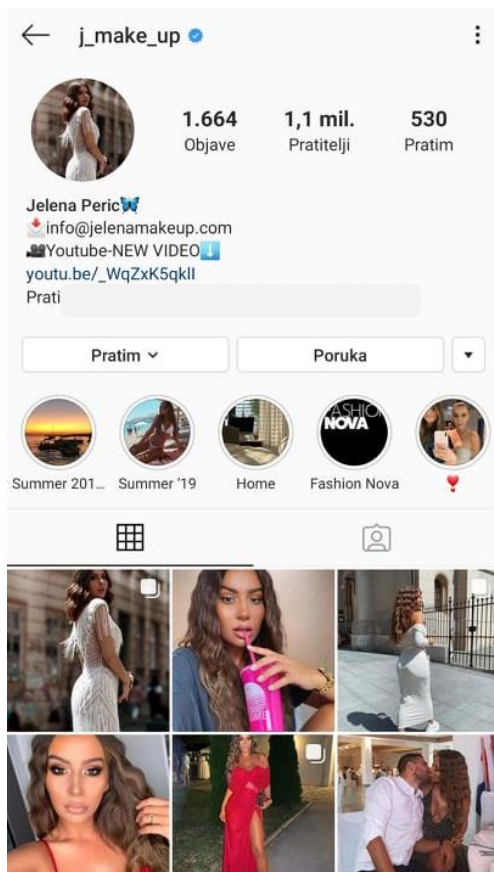 j_make_up
1.664 1,1 mil. 530
Objave Pratitelji Pratim
Jelena Peric
info@jelenamakeup.com
Youtube-NEW VIDEO
youtu.be/_WqZxK5qklI
Prati
Pratim Poruka
FASHION
NOVA
Summer 201... Summer '19 Home Fashion Nova